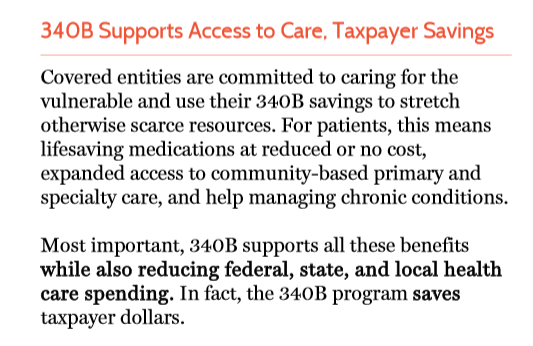 340B Supports Access to Care, Taxpayer Savings
Covered entities are committed to caring for the
vulnerable and use their 340B savings to stretch
otherwise scarce resources. For patients, this means
lifesaving medications at reduced or no cost,
expanded access to community-based primary and
specialty care, and help managing chronic conditions.
Most important, 340B supports all these benefits
while also reducing federal, state, and local health
care spending. In fact, the 340B program saves
taxpayer dollars.